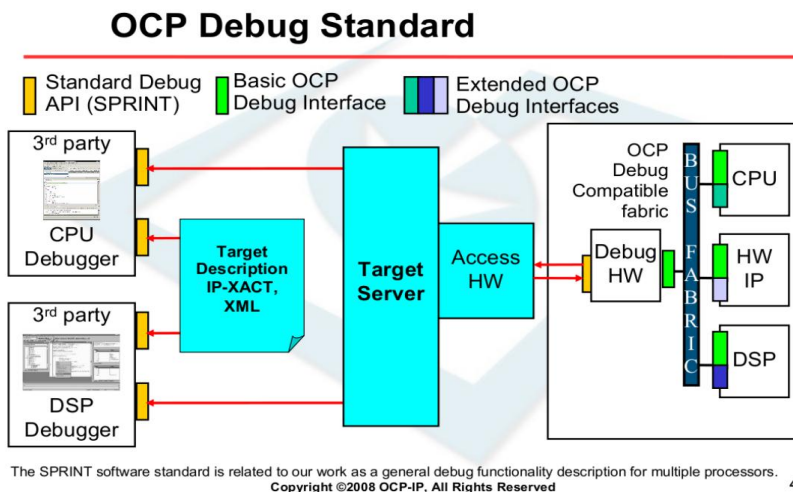 OCP Debug Standard
Standard Debug
API (SPRINT)
Basic OCP
Debug Interface
Extended OCP
Debug Interfaces
3rd party
CPU
Debugger
3rd party
DSP
Debugger
Target
Description
IP-XACT,
XML
Target
Server
Access
HW
OCP
Debug
Compatible
fabric
Debug
HW
BUS FABRIC
CPU
HW
IP
DSP
The SPRINT software standard is related to our work as a general debug functionality description for multiple processors.
Copyright ©2008 OCP-IP, All Rights Reserved